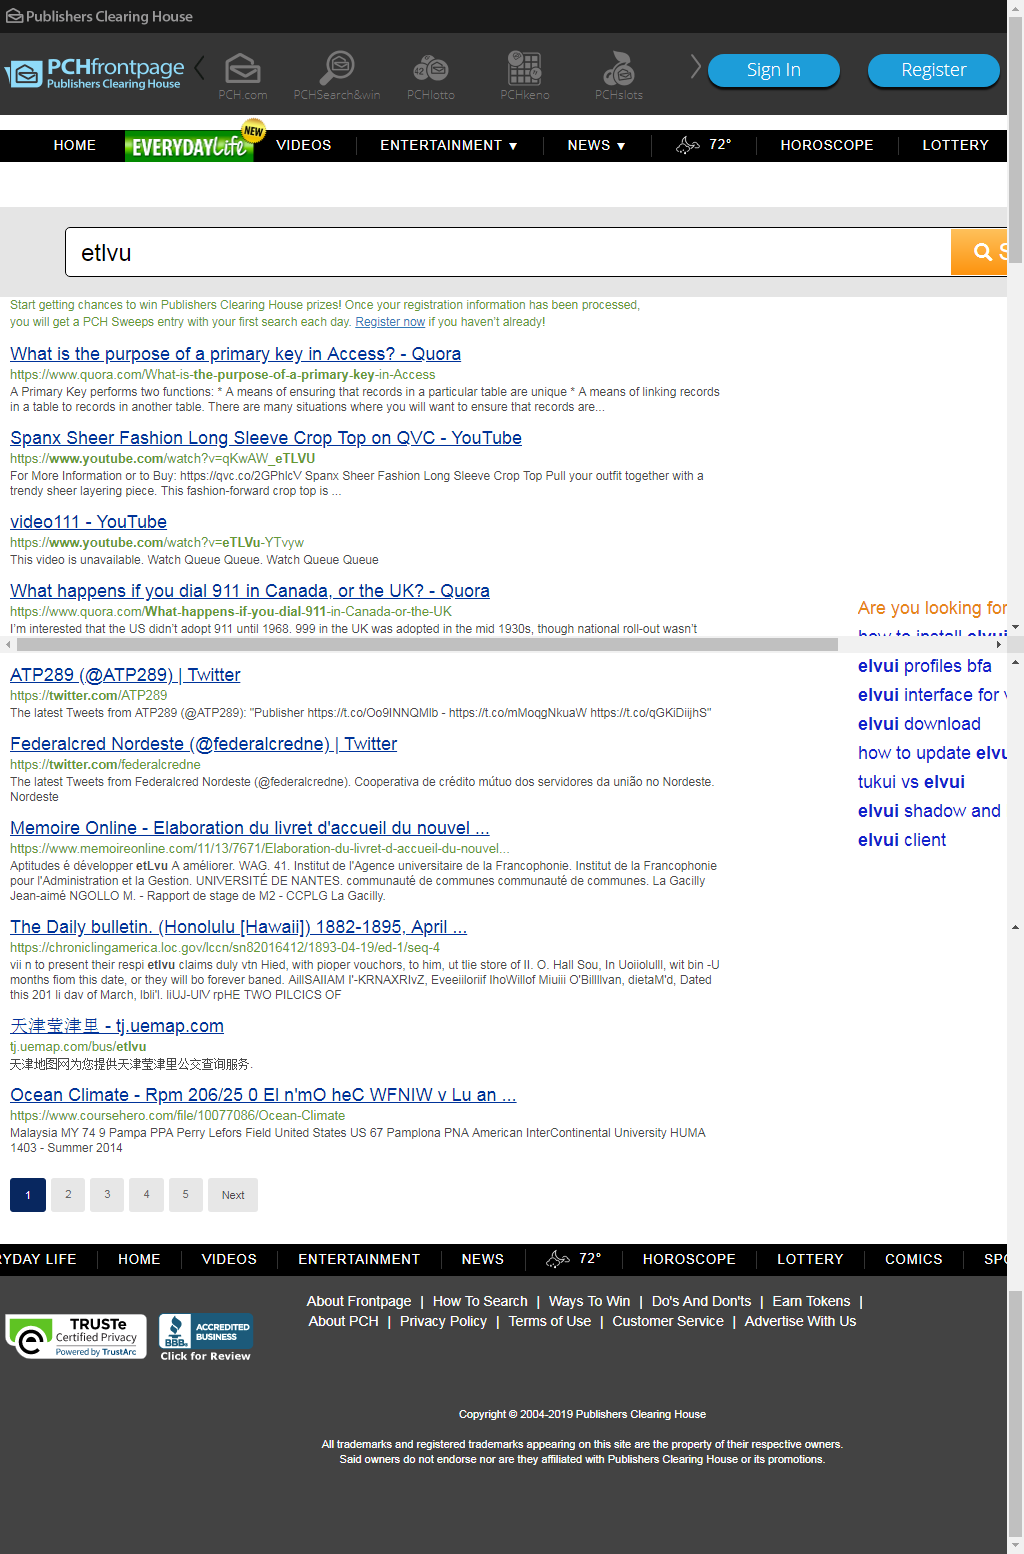 Publishers Clearing House
PCHfrontpage
Publishers Clearing House
PCH.com PCHSearch&win PCHlotto PCHkeno PCHslots
Sign In Register
HOME EVERYDAY Life NEW VIDEOS ENTERTAINMENT ▼ NEWS ▼ 72° HOROSCOPE LOTTERY
etlvu
Start getting chances to win Publishers Clearing House prizes! Once your registration information has been processed,
you will get a PCH Sweeps entry with your first search each day. Register now if you haven't already!
What is the purpose of a primary key in Access? - Quora
https://www.quora.com/What-is-the-purpose-of-a-primary-key-in-Access
A Primary Key performs two functions: * A means of ensuring that records in a particular table are unique * A means of linking records
in a table to records in another table. There are many situations where you will want to ensure that records are...
Spanx Sheer Fashion Long Sleeve Crop Top on QVC - YouTube
https://www.youtube.com/watch?v=qKwAW_eTLVU
For More Information or to Buy: https://qvc.co/2GPhlcV Spanx Sheer Fashion Long Sleeve Crop Top Pull your outfit together with a
trendy sheer layering piece. This fashion-forward crop top is ...
video111 - YouTube
https://www.youtube.com/watch?v=eTLVu-YTvyw
This video is unavailable. Watch Queue Queue. Watch Queue Queue
What happens if you dial 911 in Canada, or the UK? - Quora
https://www.quora.com/What-happens-if-you-dial-911-in-Canada-or-the-UK
I'm interested that the US didn't adopt 911 until 1968. 999 in the UK was adopted in the mid 1930s, though national roll-out wasn't
Are you looking for
how to install elvui
ATP289 (@ATP289) | Twitter
https://twitter.com/ATP289
The latest Tweets from ATP289 (@ATP289): "Publisher https://t.co/Oo9INNQMlb - https://t.co/mMoqgNkuaW https://t.co/qGKiDiijhS"
Federalcred Nordeste (@federalcredne) | Twitter
https://twitter.com/federalcredne
The latest Tweets from Federalcred Nordeste (@federalcredne). Cooperativa de crédito mútuo dos servidores da união no Nordeste.
Nordeste
Memoire Online - Elaboration du livret d'accueil du nouvel ...
https://www.memoireonline.com/11/13/7671/Elaboration-du-livret-d-accueil-du-nouvel...
Aptitudes é développer etLvu A améliorer. WAG. 41. Institut de l'Agence universitaire de la Francophonie. Institut de la Francophonie
pour l'Administration et la Gestion. UNIVERSITÉ DE NANTES. communauté de communes communauté de communes. La Gacilly
Jean-aimé NGOLLO M. - Rapport de stage de M2 - CCPLG La Gacilly.
The Daily bulletin. (Honolulu [Hawaii]) 1882-1895, April ...
https://chroniclingamerica.loc.gov/lccn/sn82016412/1893-04-19/ed-1/seq-4
vii n to present their respi etlvu claims duly vtn Hied, with pioper vouchors, to him, ut tlie store of II. O. Hall Sou, In Uoiiolulll, wit bin -U
months fiom this date, or they will bo forever baned. AillSAIIAM I'-KRNAXRIvZ, Eveeiiloriif IhoWillof Miuiii O'Billlvan, dietaM'd, Dated
this 201 li dav of March, Ibli'l. liUJ-UlV rpHE TWO PILCICS OF
天津莹津里 - tj.uemap.com
tj.uemap.com/bus/etlvu
天津地图网为您提供天津莹津里公交查询服务.
Ocean Climate - Rpm 206/25 0 El n'mO heC WFNIW v Lu an ...
https://www.coursehero.com/file/10077086/Ocean-Climate
Malaysia MY 74 9 Pampa PPA Perry Lefors Field United States US 67 Pamplona PNA American InterContinental University HUMA
1403 - Summer 2014
elvui profiles bfa
elvui interface for
elvui download
how to update elvu
tukui vs elvui
elvui shadow and
elvui client
1 2 3 4 5 Next
RYDAY LIFE HOME VIDEOS ENTERTAINMENT NEWS 72° HOROSCOPE LOTTERY COMICS SPO
About Frontpage | How To Search | Ways To Win | Do's And Don'ts | Earn Tokens |
About PCH | Privacy Policy | Terms of Use | Customer Service | Advertise With Us
TRUSTe
Certified Privacy
Powered by TrustArc
BBB.
ACCREDITED
BUSINESS
Click for Review
Copyright © 2004-2019 Publishers Clearing House
All trademarks and registered trademarks appearing on this site are the property of their respective owners.
Said owners do not endorse nor are they affiliated with Publishers Clearing House or its promotions.